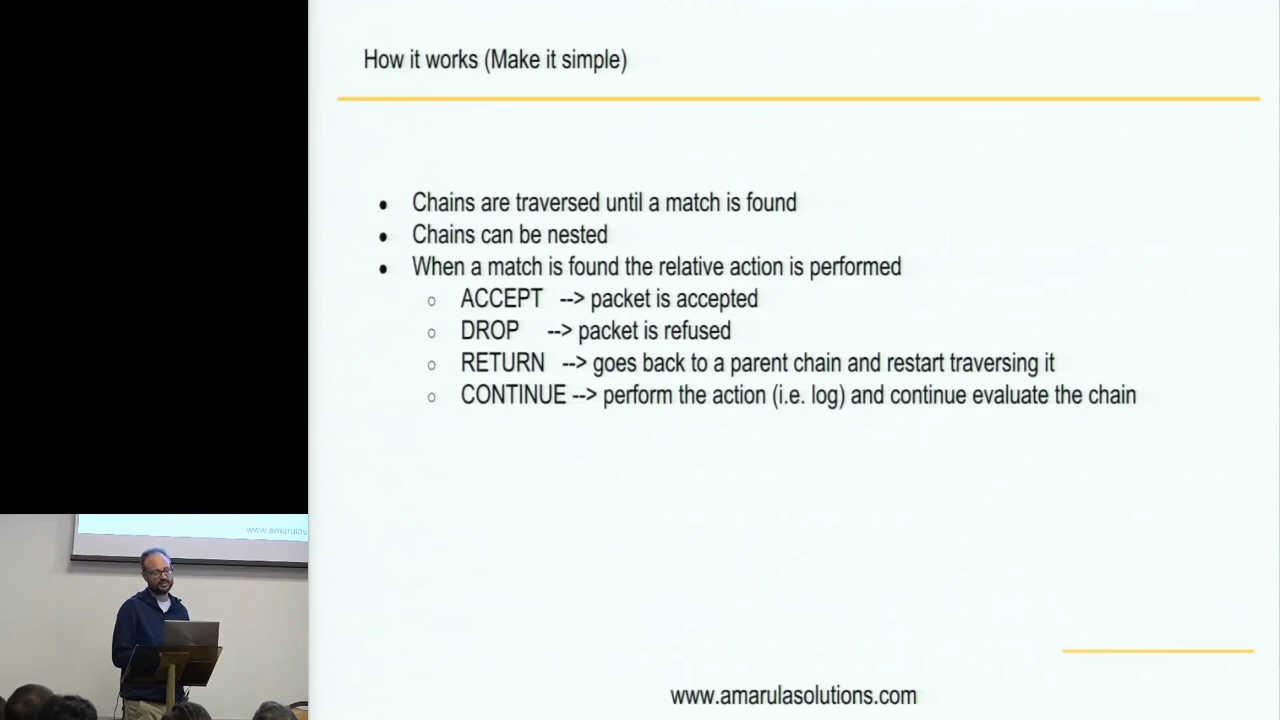 How it works (Make it simple)
Chains are traversed until a match is found
Chains can be nested
When a match is found the relative action is performed
ACCEPT --> packet is accepted
DROP --> packet is refused
RETURN --> goes back to a parent chain and restart traversing it
CONTINUE --> perform the action (i.e. log) and continue evaluate the chain
www.amarulasolutions.com
www.amarulas